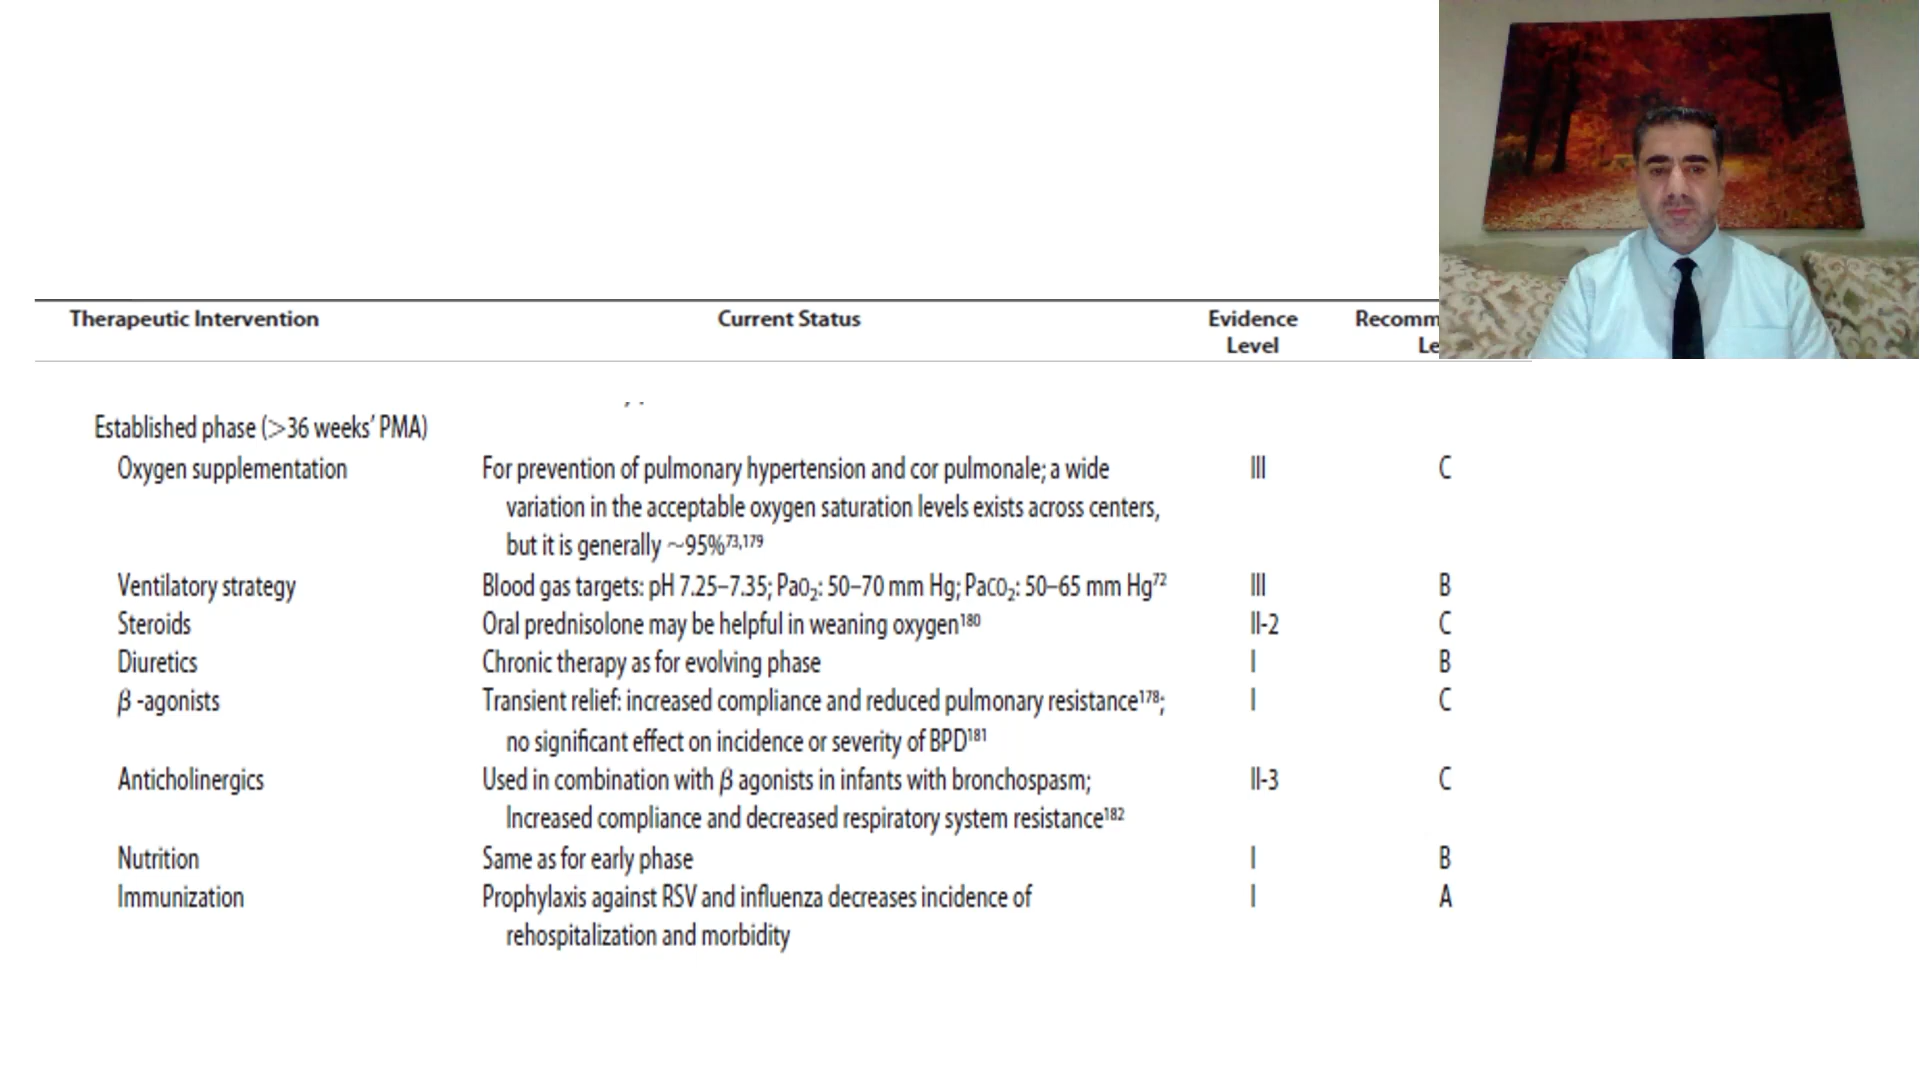 Therapeutic Intervention Current Status Evidence Level Recomm
Le
Established phase (>36 weeks' PMA)
Oxygen supplementation For prevention of pulmonary hypertension and cor pulmonale; a wide III C
variation in the acceptable oxygen saturation levels exists across centers,
but it is generally ~95%⁷³,¹⁷⁹
Ventilatory strategy Blood gas targets: pH 7.25–7.35; PaO₂: 50–70 mm Hg; PaCO₂: 50–65 mm Hg⁷² III B
Steroids Oral prednisolone may be helpful in weaning oxygen¹⁸⁰ II-2 C
Diuretics Chronic therapy as for evolving phase I B
β -agonists Transient relief: increased compliance and reduced pulmonary resistance¹⁷⁸; I C
no significant effect on incidence or severity of BPD¹⁸¹
Anticholinergics Used in combination with β agonists in infants with bronchospasm; II-3 C
Increased compliance and decreased respiratory system resistance¹⁸²
Nutrition Same as for early phase I B
Immunization Prophylaxis against RSV and influenza decreases incidence of I A
rehospitalization and morbidity